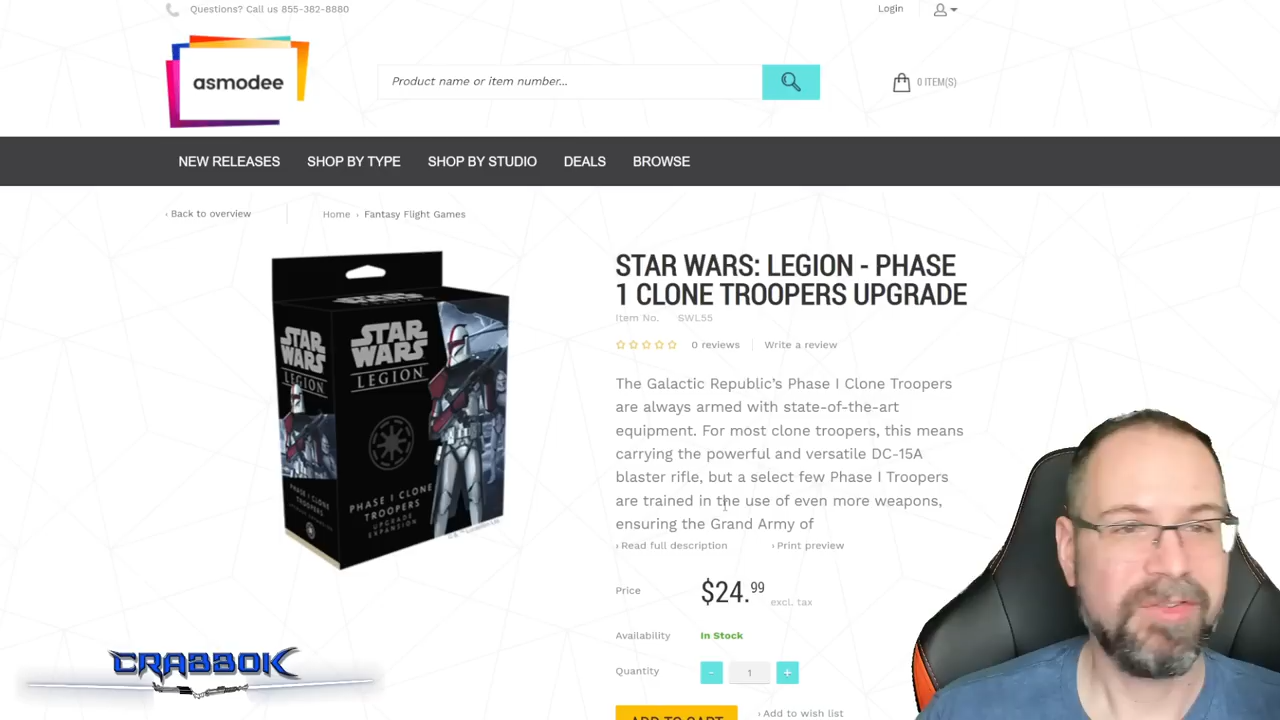 Questions? Call us 855-382-8880
Login
asmodee
Product name or item number...
0 ITEM(S)
NEW RELEASES SHOP BY TYPE SHOP BY STUDIO DEALS BROWSE
‹ Back to overview
Home › Fantasy Flight Games
STAR WARS
STAR WARS
LEGION
PHASE I CLONE
TROOPERS
STAR WARS
LEGION
PHASE I CLONE
TROOPERS
UPGRADE
EXPANSION
STAR WARS: LEGION - PHASE
1 CLONE TROOPERS UPGRADE
Item No. SWL55
0 reviews Write a review
The Galactic Republic’s Phase I Clone Troopers
are always armed with state-of-the-art
equipment. For most clone troopers, this means
carrying the powerful and versatile DC-15A
blaster rifle, but a select few Phase I Troopers
are trained in the use of even more weapons,
ensuring the Grand Army of
› Read full description › Print preview
Price $24.99 excl. tax
Availability In Stock
Quantity - 1 +
ADD TO CART › Add to wish list
CRABBOK